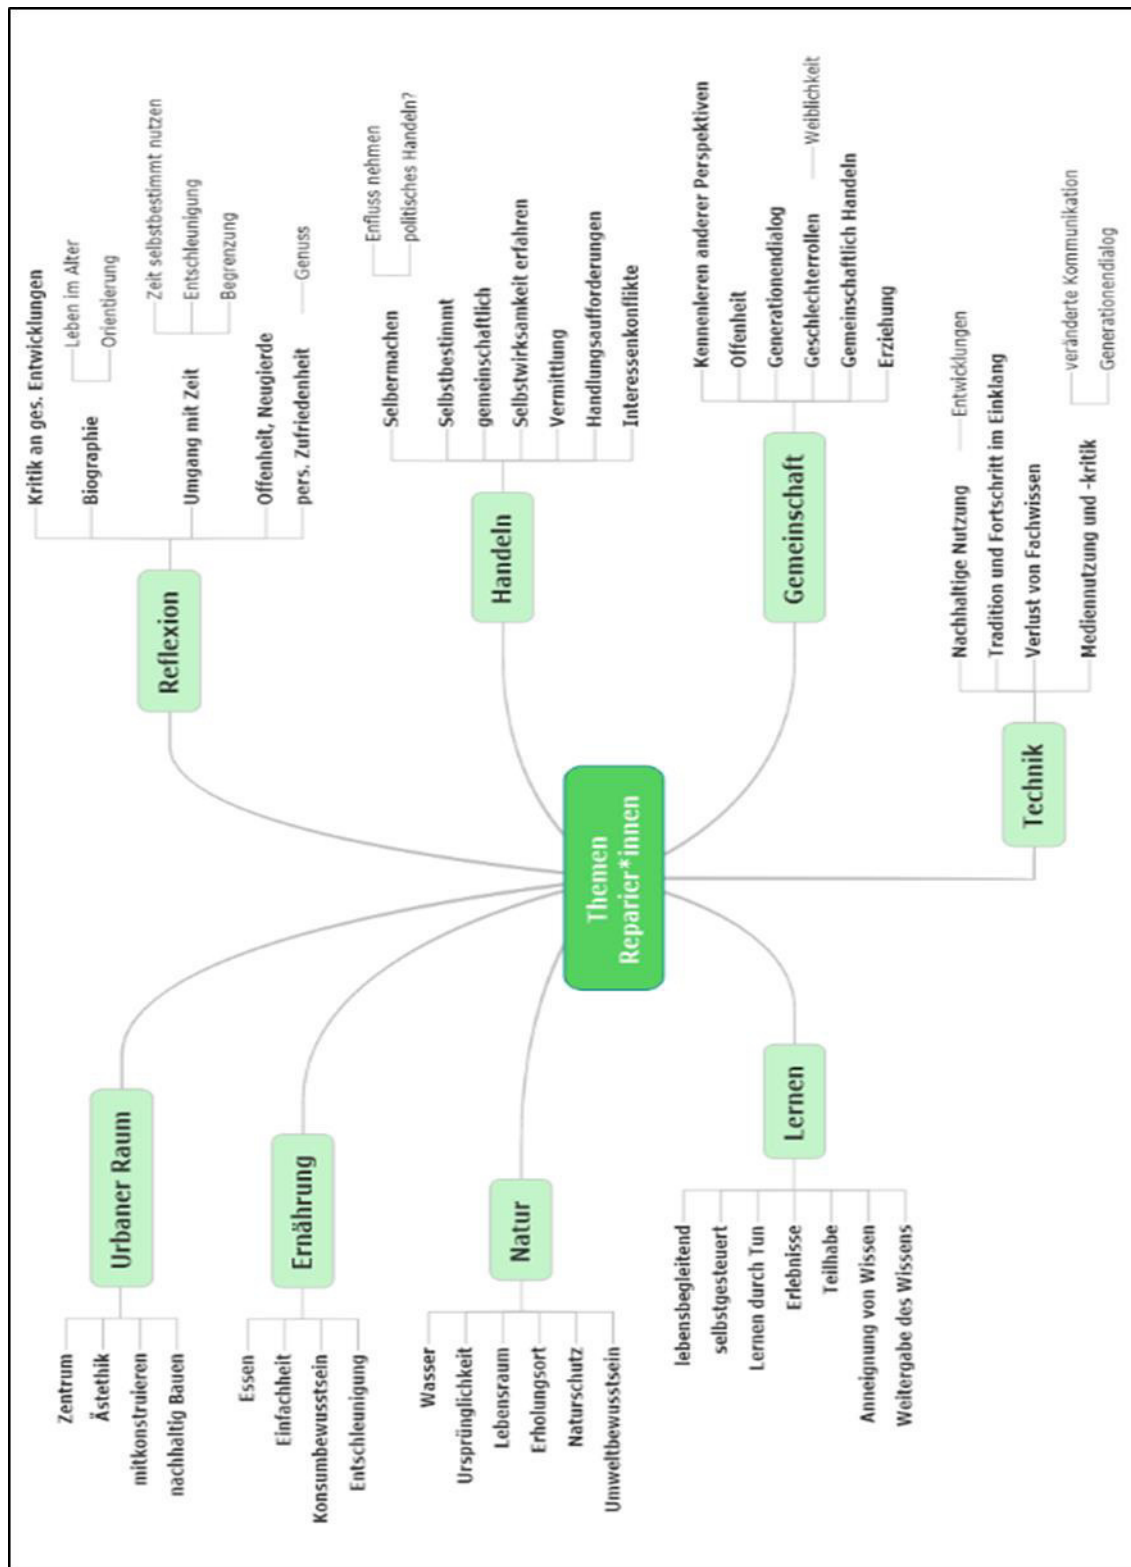 Themen
Reparier*innen
Reflexion
Kritik an ges. Entwicklungen
Biographie
Leben im Alter
Orientierung
Umgang mit Zeit
Zeit selbstbestimmt nutzen
Entschleunigung
Begrenzung
Offenheit, Neugierde
pers. Zufriedenheit
Genuss
Handeln
Selbermachen
Enfluss nehmen
politisches Handeln?
Selbstbestimmt
gemeinschaftlich
Selbstwirksamkeit erfahren
Vermittlung
Handlungsaufforderungen
Interessenkonflikte
Gemeinschaft
Kennenleren anderer Perspektiven
Offenheit
Generationendialog
Geschlechterrollen
Weiblichkeit
Gemeinschaftlich Handeln
Erziehung
Technik
Nachhaltige Nutzung
Entwicklungen
Tradition und Fortschritt im Einklang
Verlust von Fachwissen
Mediennutzung und -kritik
veränderte Kommunikation
Generationendialog
Urbaner Raum
Zentrum
Ästethik
mitkonstruieren
nachhaltig Bauen
Ernährung
Essen
Einfachheit
Konsumbewusstsein
Entschleunigung
Natur
Wasser
Ursprünglichkeit
Lebensraum
Erholungsort
Naturschutz
Umweltbewusstsein
Lernen
lebensbegleitend
selbstgesteuert
Lernen durch Tun
Erlebnisse
Teilhabe
Anneignung von Wissen
Weitergabe des Wissens